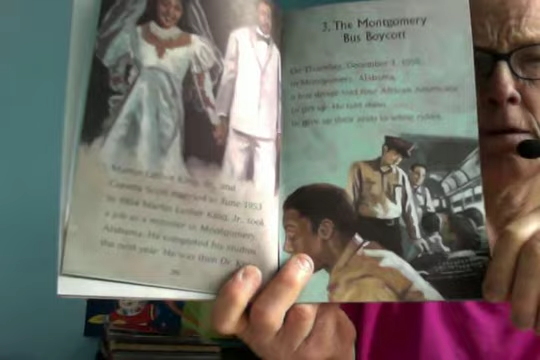 Martin Luther King, Jr., and
Coretta Scott married in June 1953
In 1954 Martin Luther King, Jr., took
a job as a minister in Montgomery,
Alabama. He completed his studies
the next year. He was then Dr. King
26
3. The Montgomery
Bus Boycott
On Thursday, December 1, 1955,
in Montgomery, Alabama,
a bus driver told four African Americans
to get up. He told them
to give up their seats to white riders.